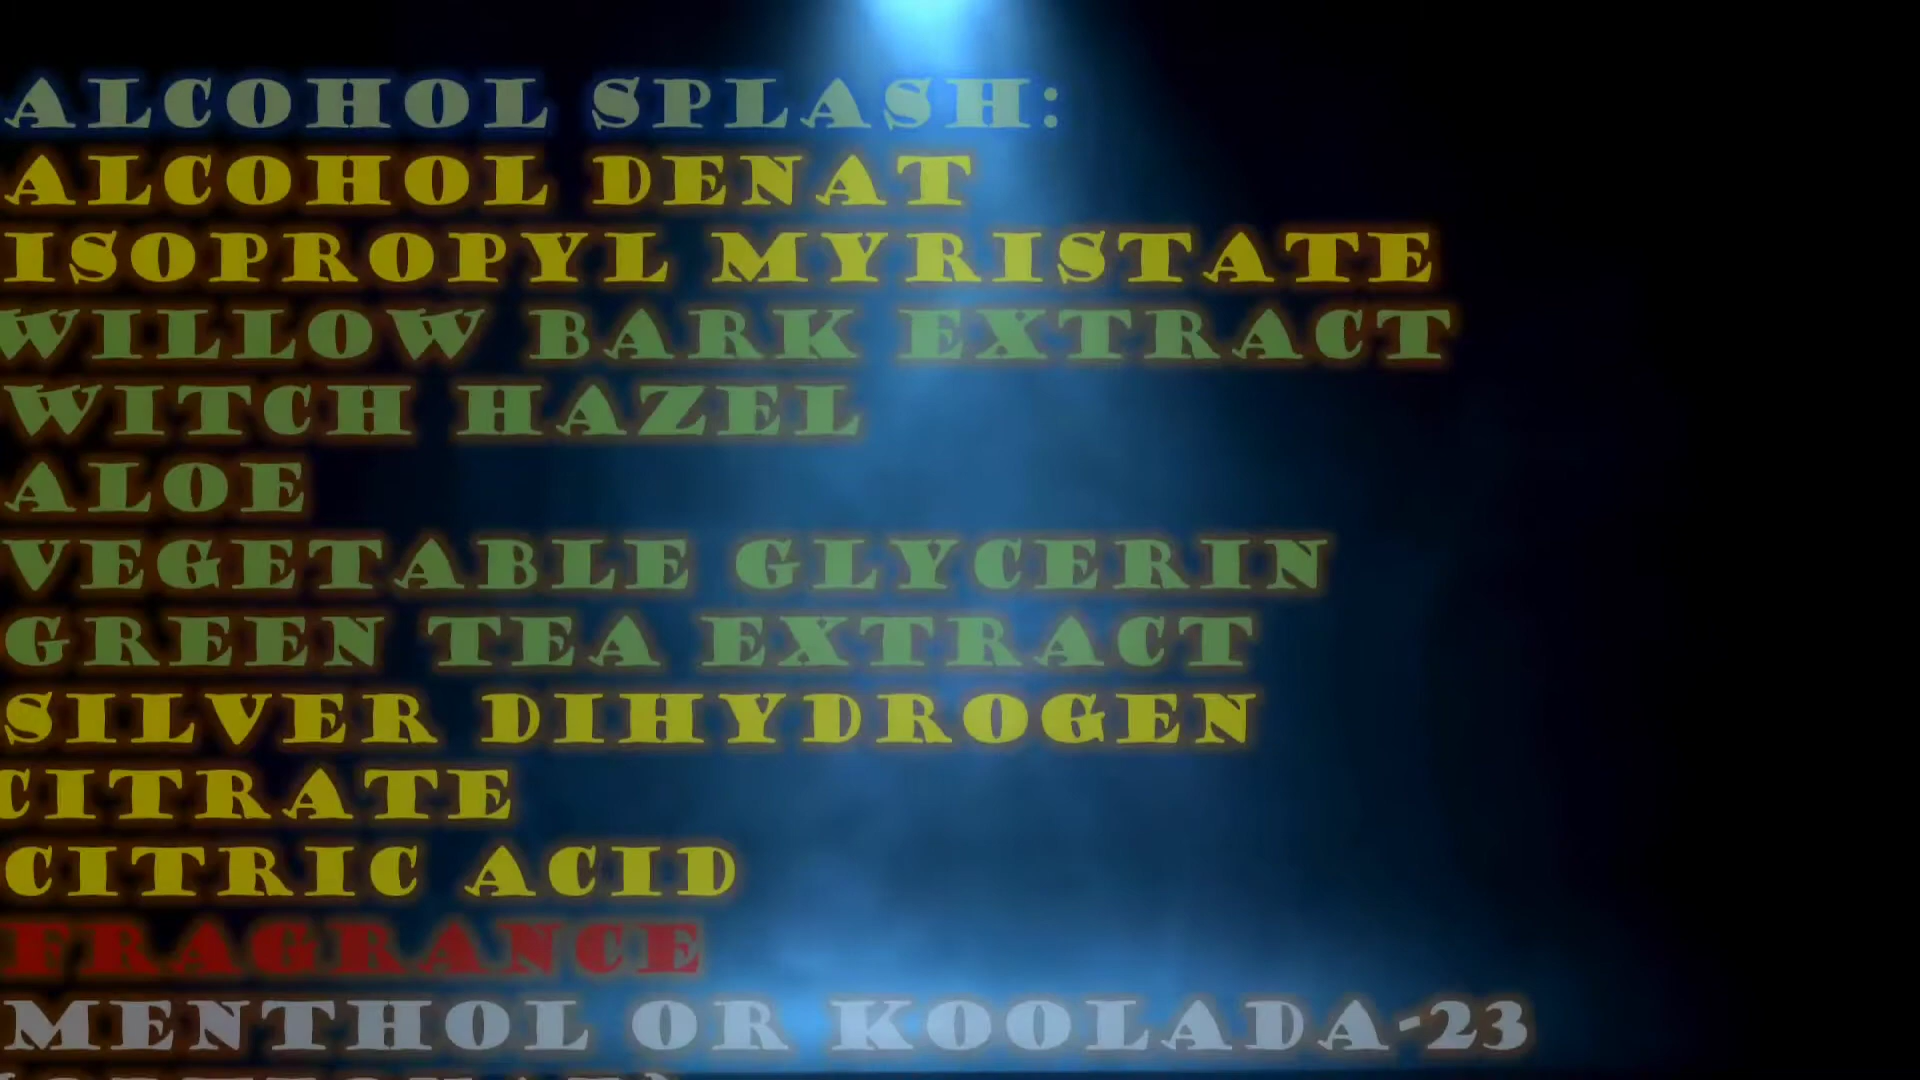 ALCOHOL SPLASH:
ALCOHOL DENAT
ISOPROPYL MYRISTATE
WILLOW BARK EXTRACT
WITCH HAZEL
ALOE
VEGETABLE GLYCERIN
GREEN TEA EXTRACT
SILVER DIHYDROGEN
CITRATE
CITRIC ACID
FRAGRANCE
MENTHOL OR KOOLADA-23